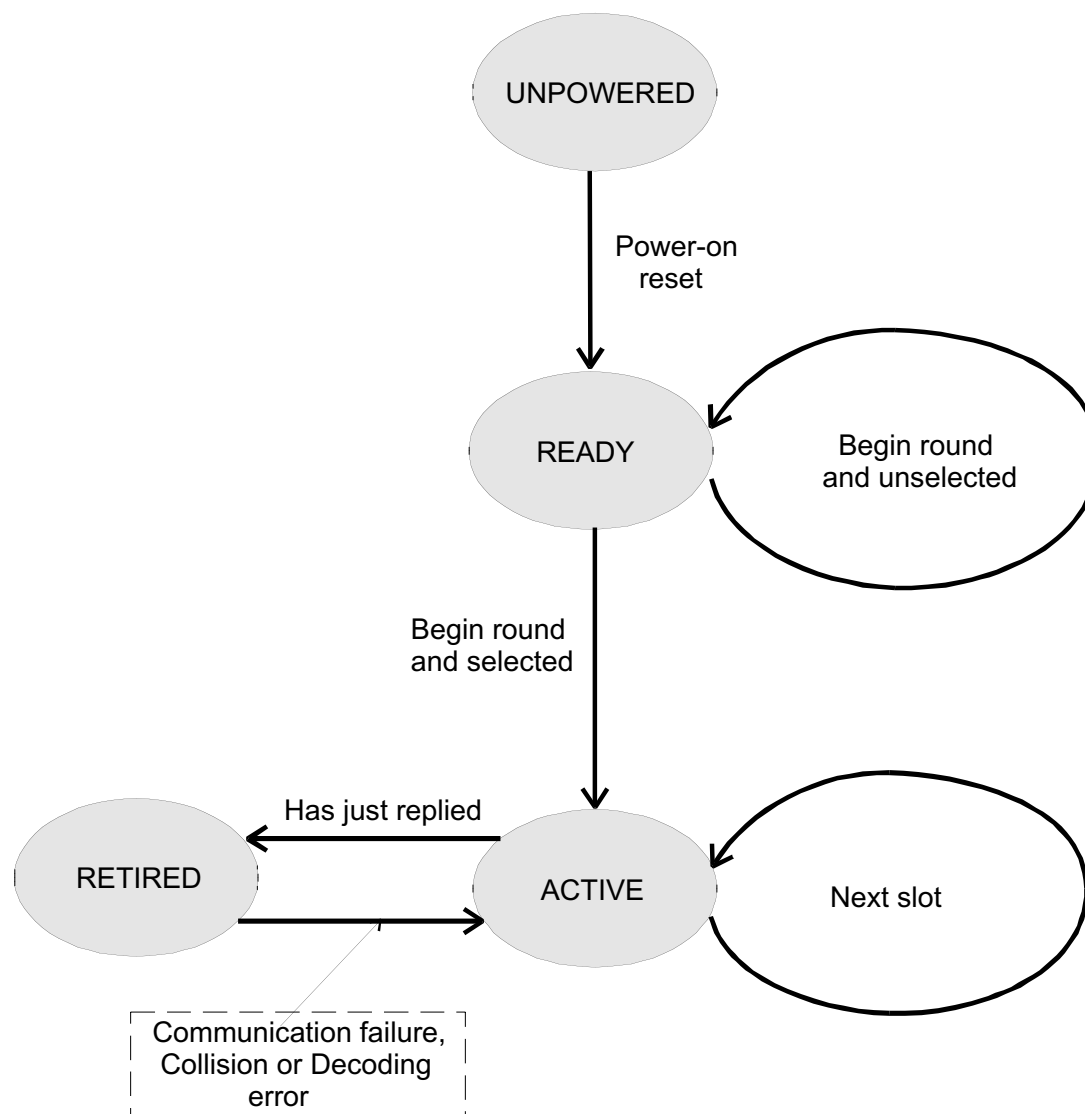 UNPOWERED
Power-on
reset
READY
Begin round
and unselected
Begin round
and selected
Has just replied
RETIRED
ACTIVE
Next slot
Communication failure,
Collision or Decoding
error